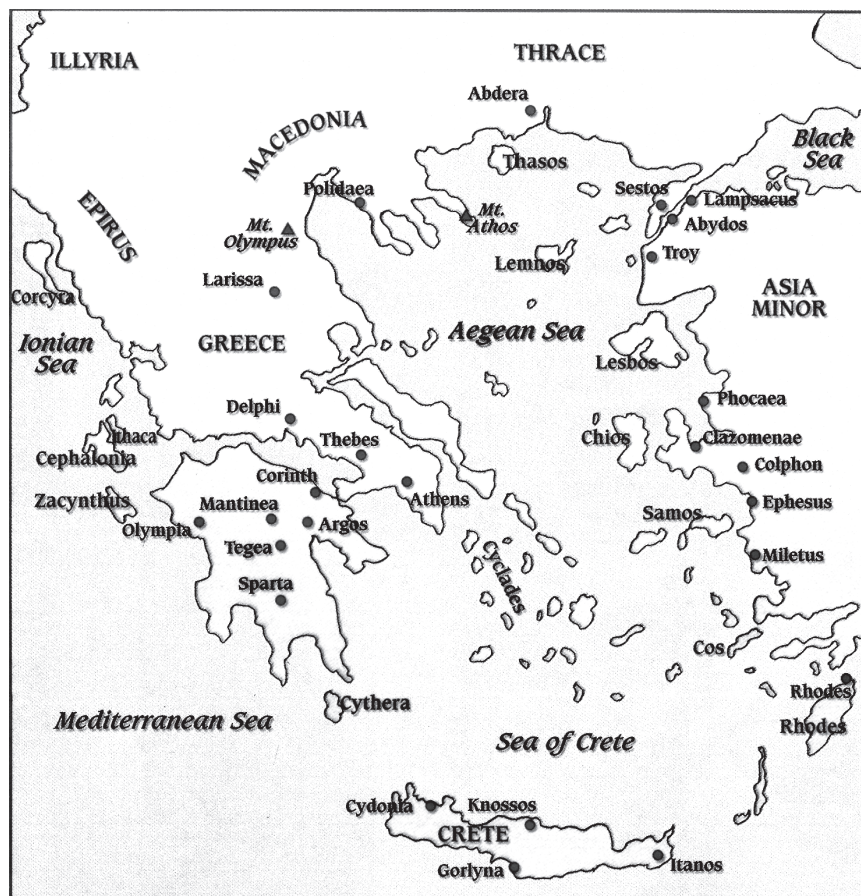 ILLYRIA
THRACE
Abdera
MACEDONIA
Black
Sea
Thasos
Polidaea
Sestos
Lampsacus
EPIRUS
Mt.
Olympus
Mt.
Athos
Abydos
Troy
Lemnos
Larissa
ASIA
MINOR
Corcyra
Ionian
Sea
GREECE
Aegean Sea
Lesbos
Phocaea
Delphi
Ithaca
Thebes
Chios
Clazomenae
Cephalonia
Colphon
Corinth
Zacynthus
Mantinea
Athens
Ephesus
Olympia
Argos
Samos
Tegea
Miletus
Cyclades
Sparta
Cos
Rhodes
Cythera
Mediterranean Sea
Rhodes
Sea of Crete
Cydonia
Knossos
CRETE
Gorlyna
Itanos